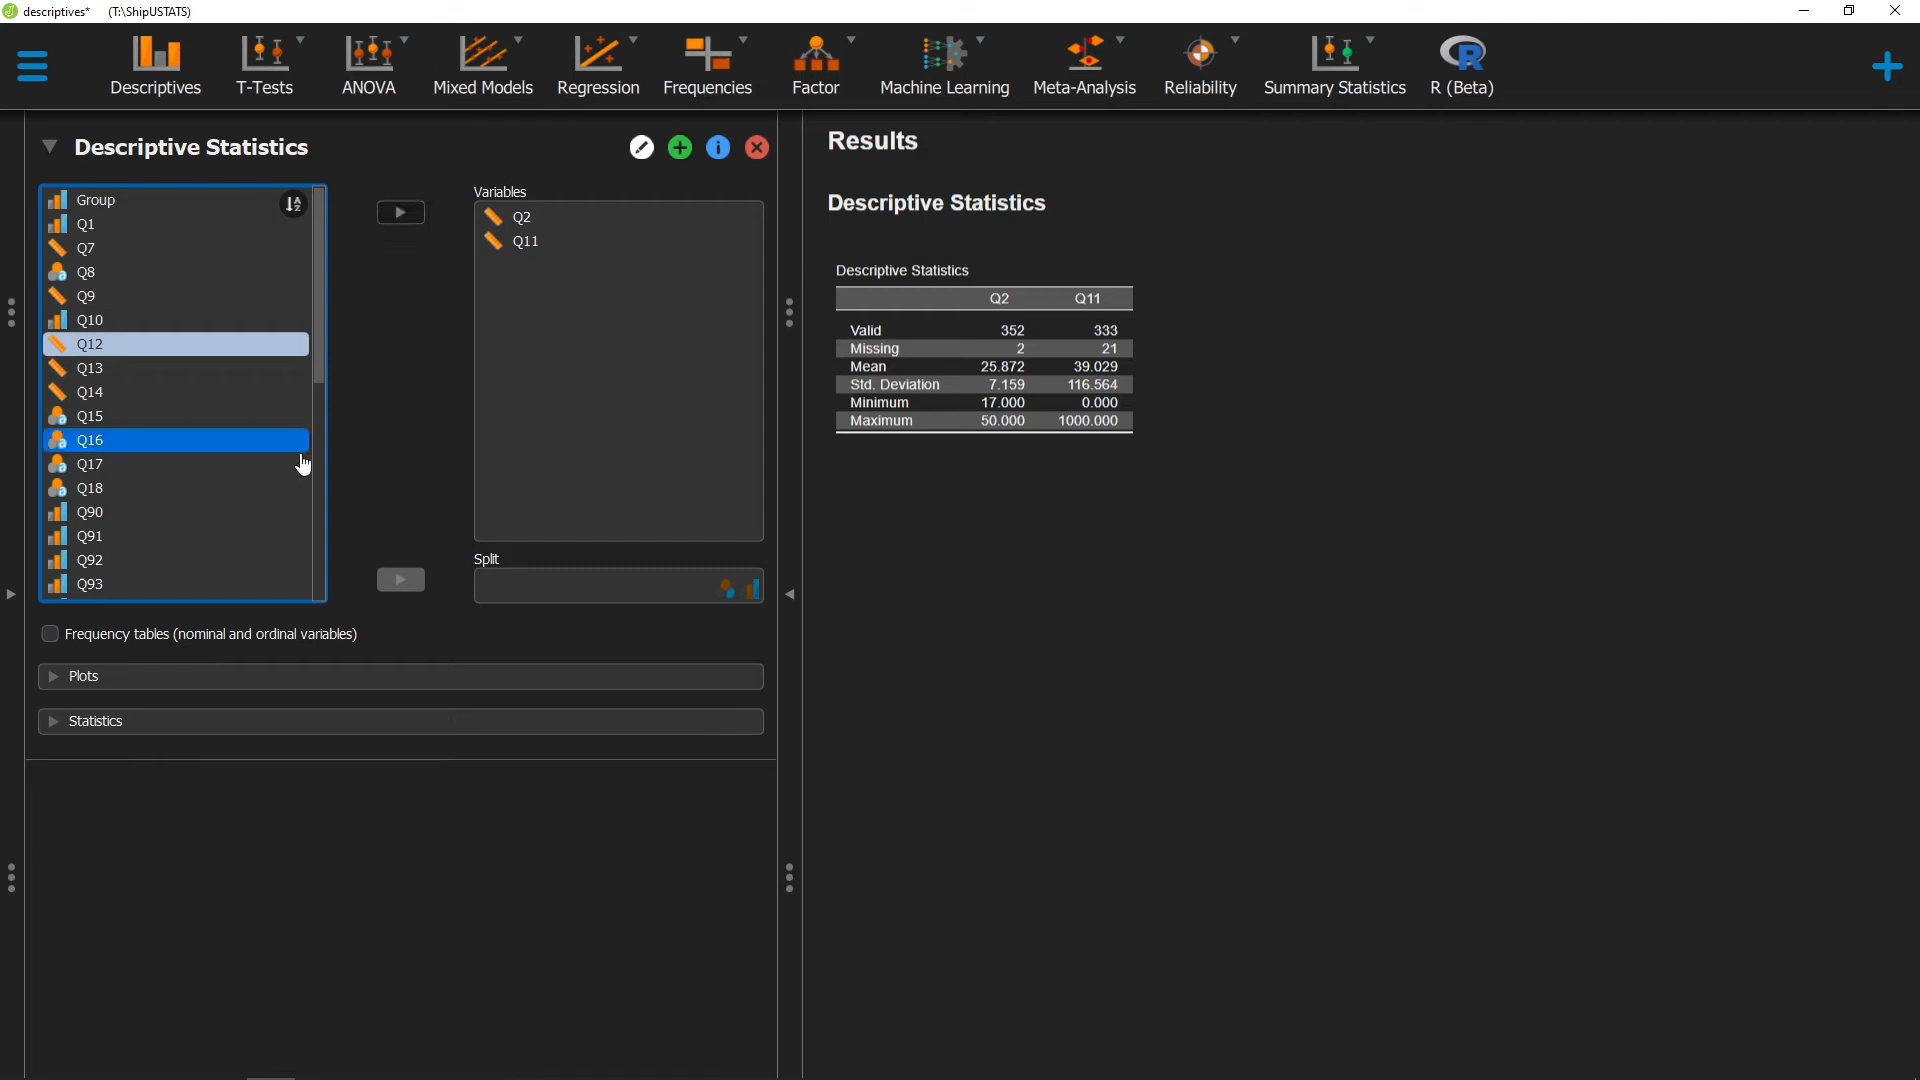 descriptives* (T:\ShipUSTATS)
Descriptives
T-Tests
ANOVA
Mixed Models
Regression
Frequencies
Factor
Machine Learning
Meta-Analysis
Reliability
Summary Statistics
R (Beta)
Descriptive Statistics
Group
Q1
Q7
Q8
Q9
Q10
Q12
Q13
Q14
Q15
Q16
Q17
Q18
Q90
Q91
Q92
Q93
Variables
Q2
Q11
Split
Frequency tables (nominal and ordinal variables)
Plots
Statistics
Results
Descriptive Statistics
Descriptive Statistics
Q2 Q11
Valid 352 333
Missing 2 21
Mean 25.872 39.029
Std. Deviation 7.159 116.564
Minimum 17.000 0.000
Maximum 50.000 1000.000